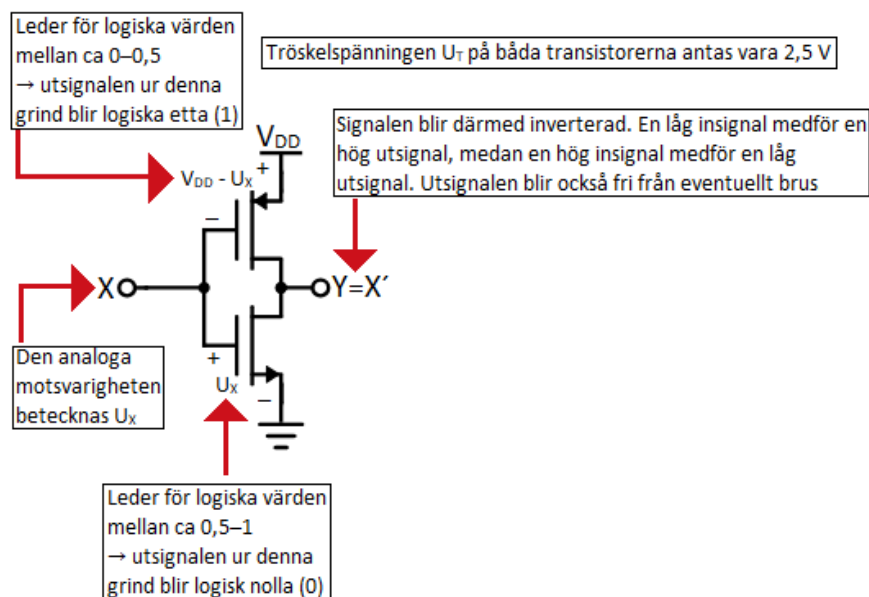 Leder för logiska värden
mellan ca 0–0,5
→ utsignalen ur denna
grind blir logiska etta (1)
Tröskelspänningen UT på båda transistorerna antas vara 2,5 V
Signalen blir därmed inverterad. En låg insignal medför en
hög utsignal, medan en hög insignal medför en låg
utsignal. Utsignalen blir också fri från eventuellt brus
VDD
VDD - UX
+
–
X
Y=X´
Den analoga
motsvarigheten
betecknas UX
+
UX
–
Leder för logiska värden
mellan ca 0,5–1
→ utsignalen ur denna
grind blir logisk nolla (0)